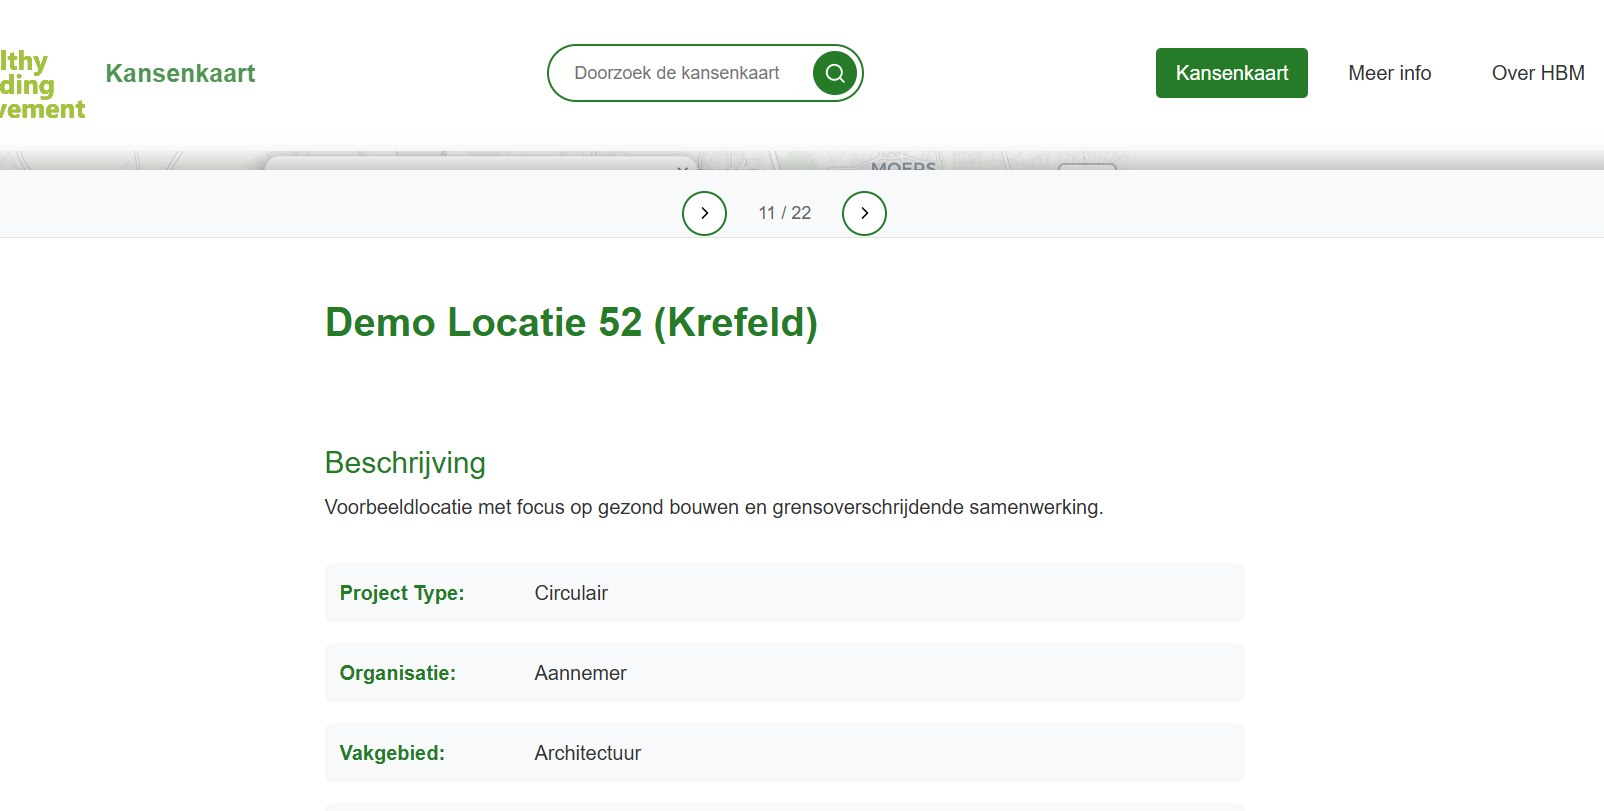 lthy
ding
vement
Kansenkaart
Doorzoek de kansenkaart
Kansenkaart
Meer info
Over HBM
MOERS
11 / 22
Demo Locatie 52 (Krefeld)
Beschrijving
Voorbeeldlocatie met focus op gezond bouwen en grensoverschrijdende samenwerking.
Project Type: Circulair
Organisatie: Aannemer
Vakgebied: Architectuur